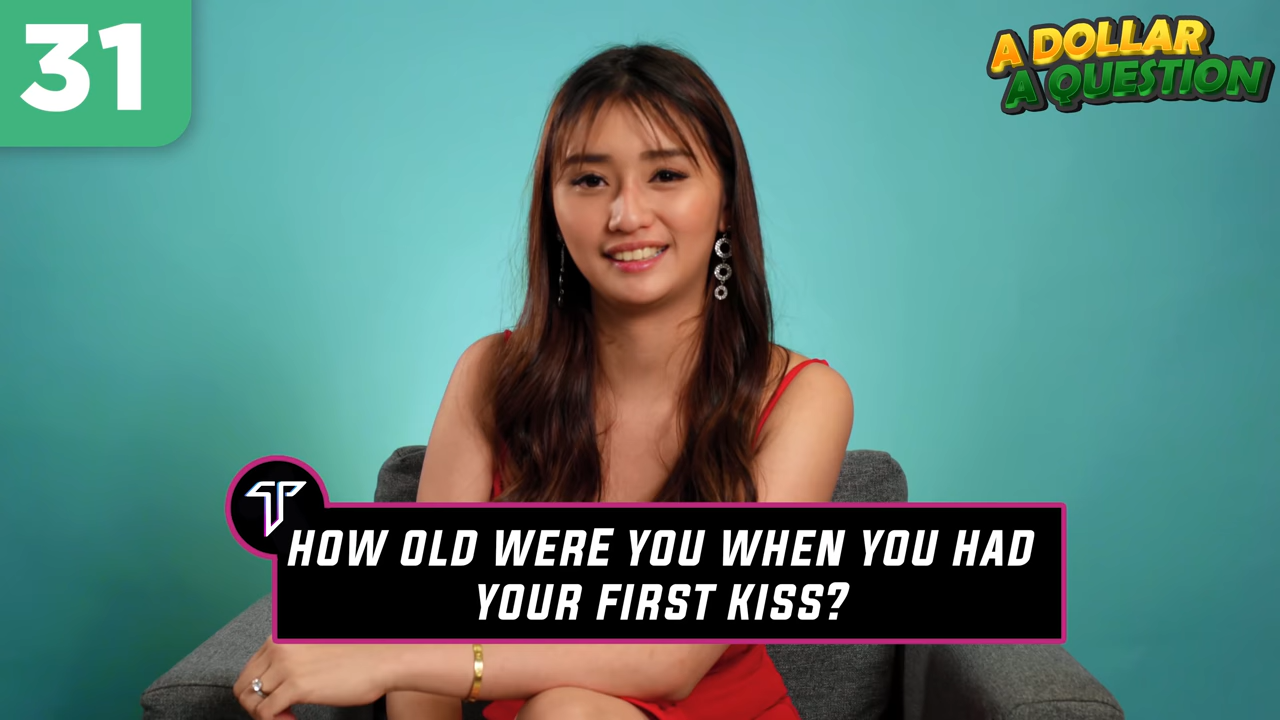 31
A DOLLAR
A QUESTION
T
HOW OLD WERE YOU WHEN YOU HAD
YOUR FIRST KISS?